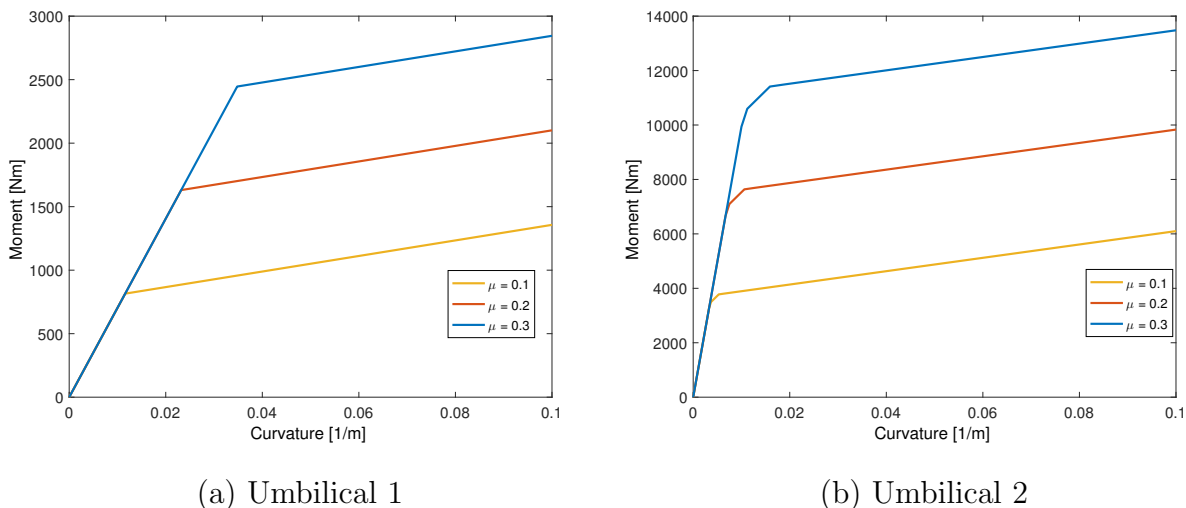 3000
2500
2000
1500
1000
500
0
Moment [Nm]
0 0.02 0.04 0.06 0.08 0.1
Curvature [1/m]
μ = 0.1
μ = 0.2
μ = 0.3
(a) Umbilical 1
14000
12000
10000
8000
6000
4000
2000
0
Moment [Nm]
0 0.02 0.04 0.06 0.08 0.1
Curvature [1/m]
μ = 0.1
μ = 0.2
μ = 0.3
(b) Umbilical 2